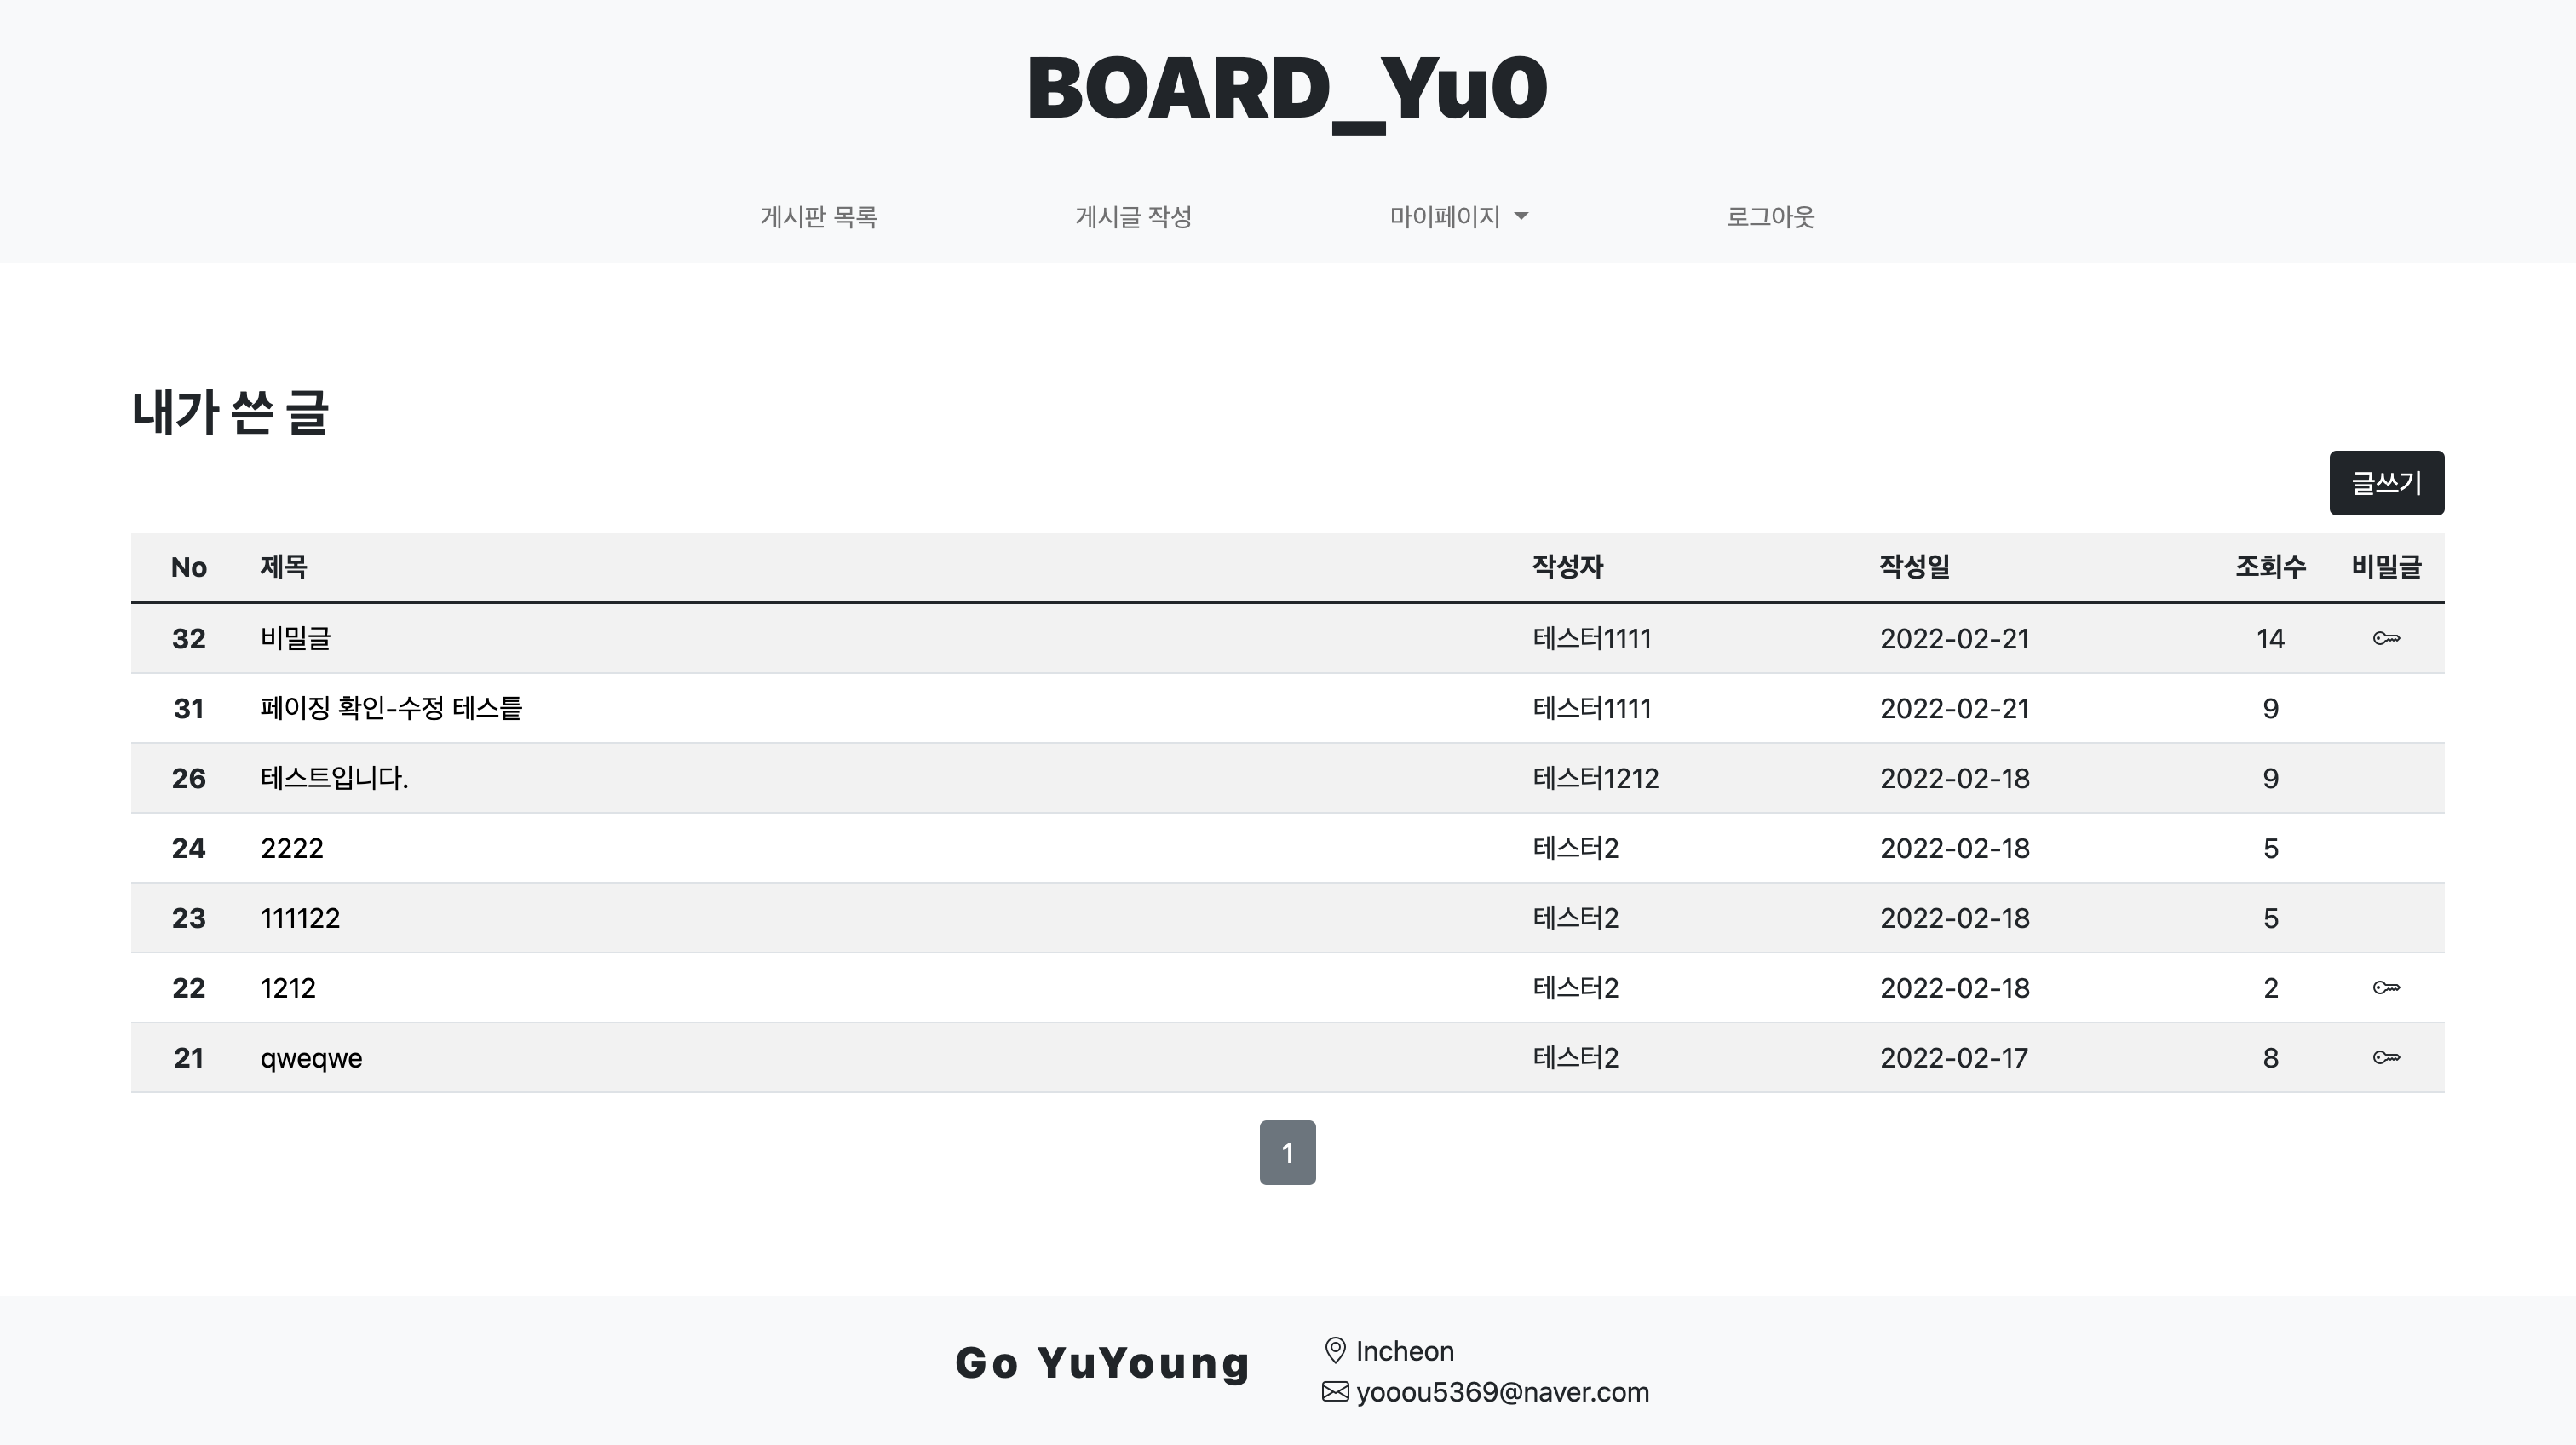 BOARD_Yu0
게시판 목록 게시글 작성 마이페이지 로그아웃
내가 쓴 글
글쓰기
No 제목 작성자 작성일 조회수 비밀글
32 비밀글 테스터1111 2022-02-21 14
31 페이징 확인-수정 테스틑 테스터1111 2022-02-21 9
26 테스트입니다. 테스터1212 2022-02-18 9
24 2222 테스터2 2022-02-18 5
23 111122 테스터2 2022-02-18 5
22 1212 테스터2 2022-02-18 2
21 qweqwe 테스터2 2022-02-17 8
1
Go YuYoung
Incheon
yooou5369@naver.com